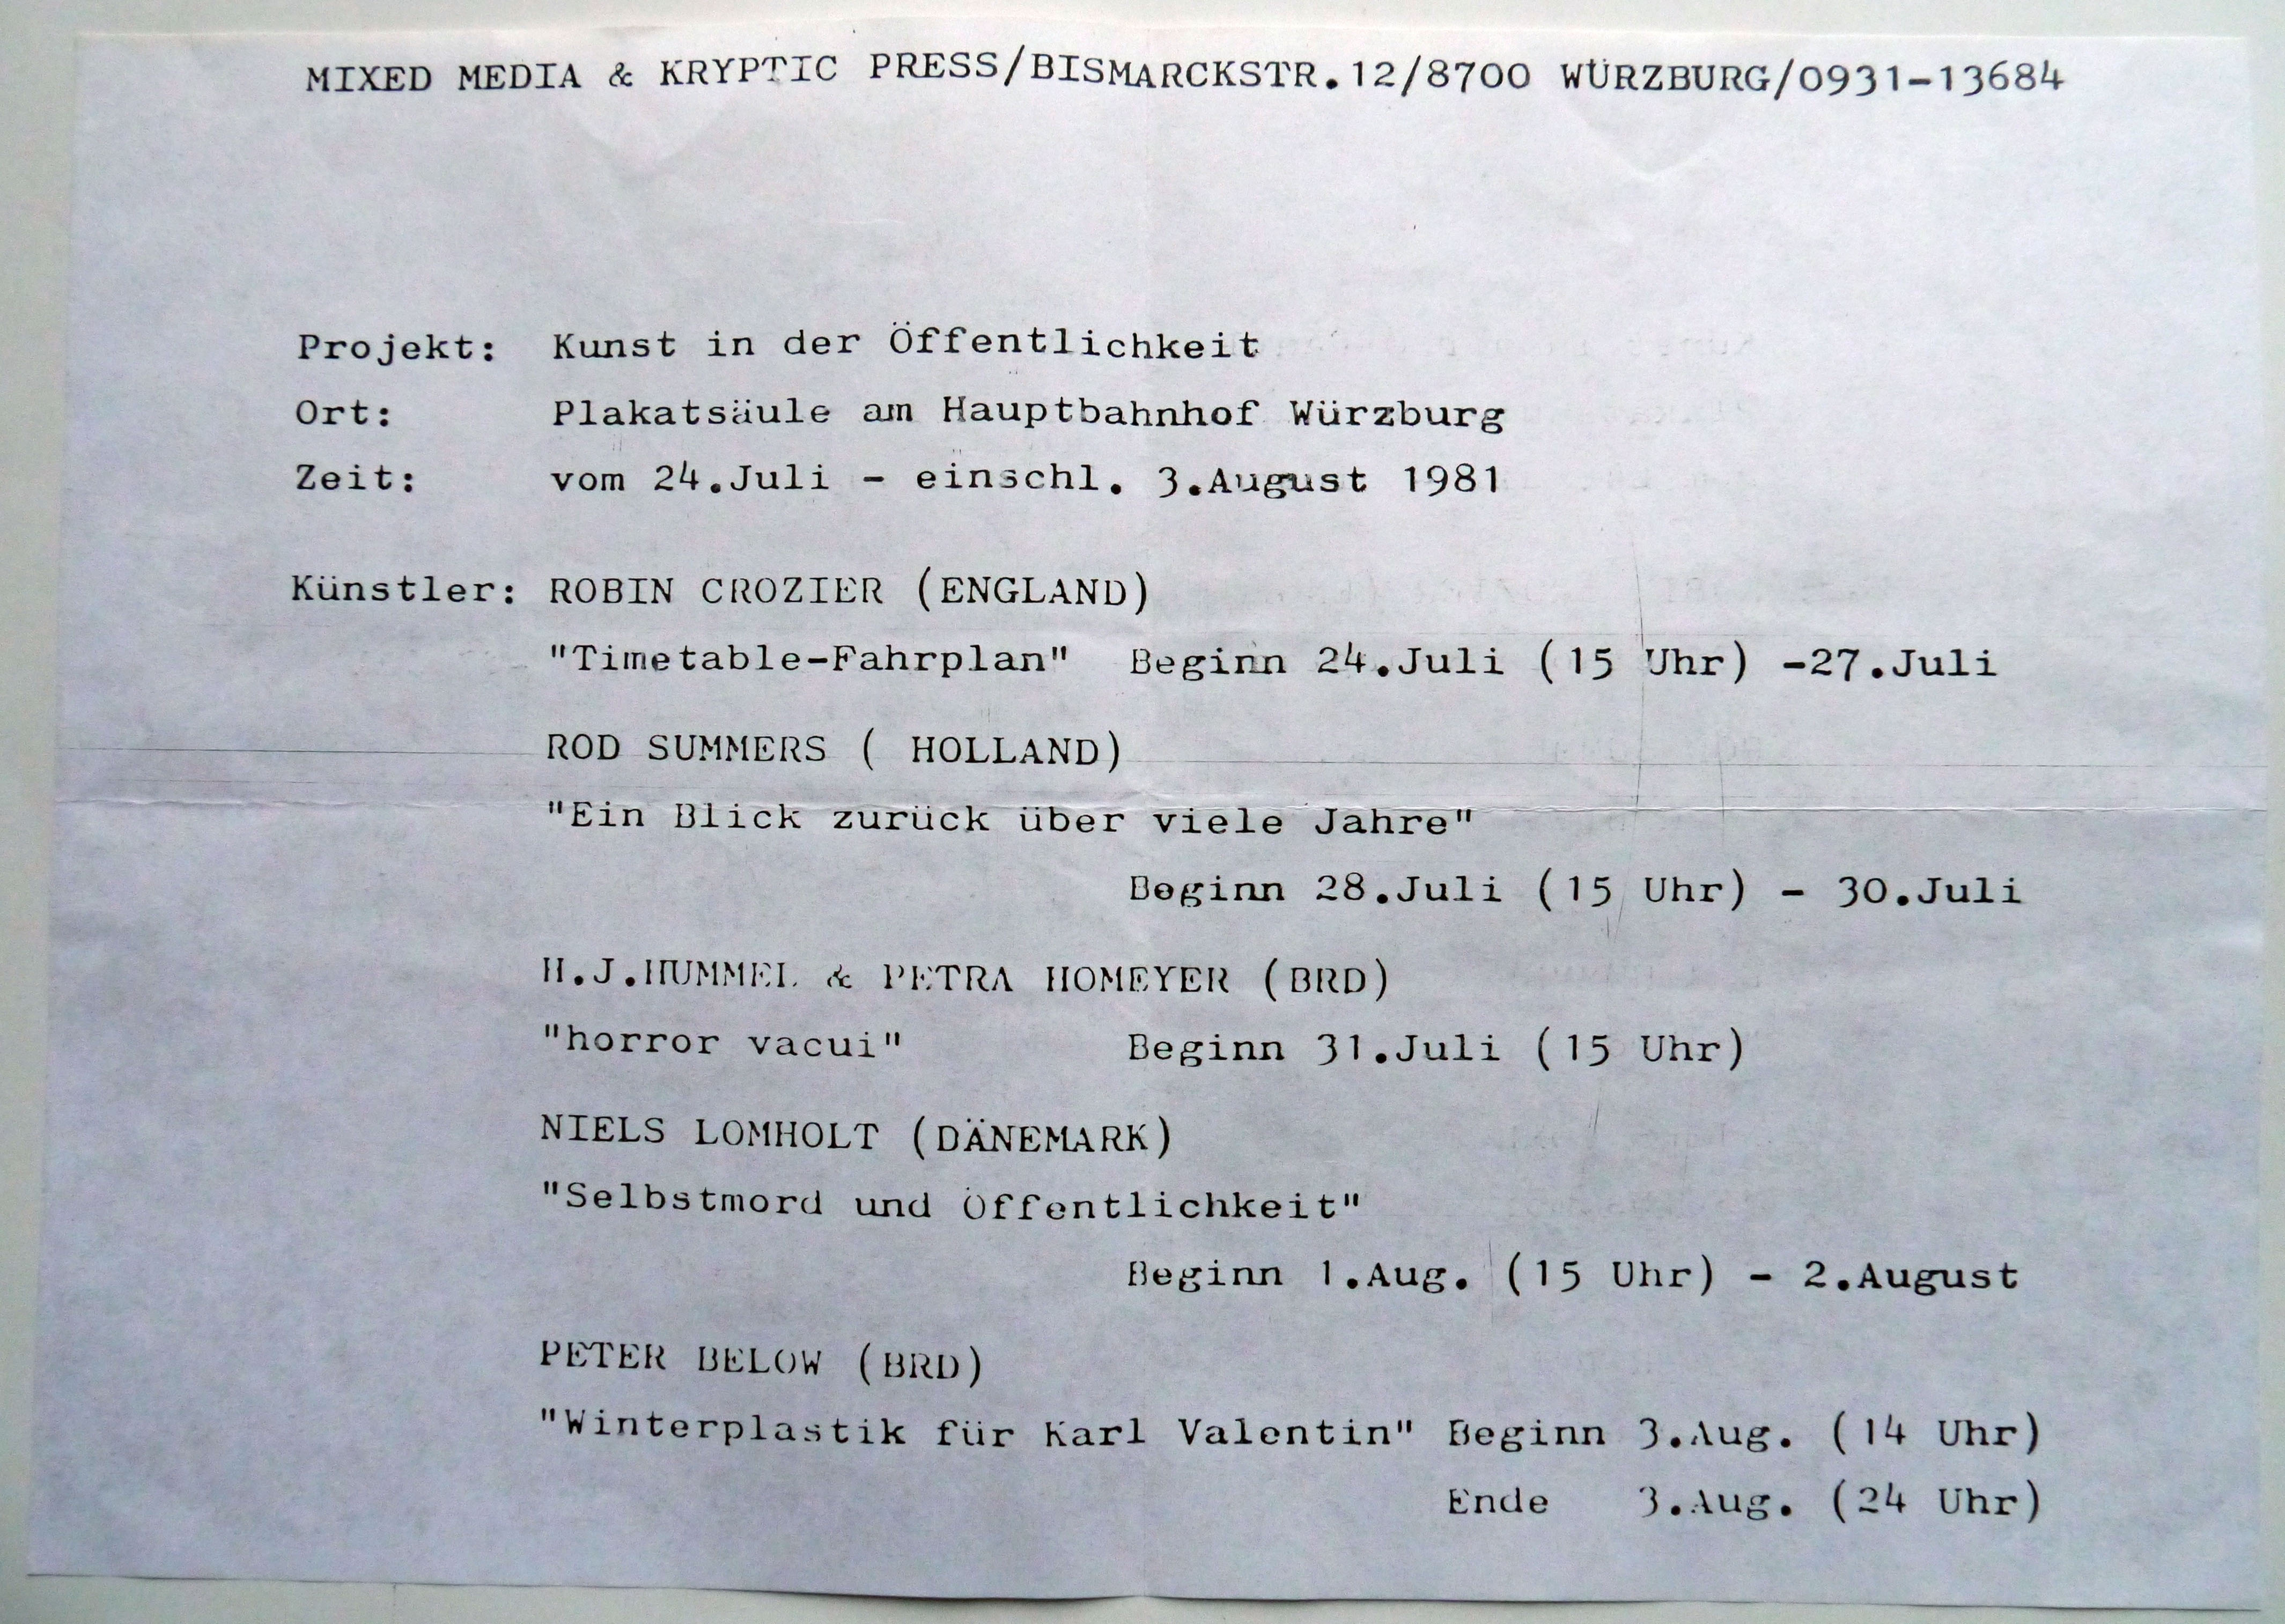 MIXED MEDIA & KRYPTIC PRESS/BISMARCKSTR.12/8700 WÜRZBURG/0931-13684
Projekt: Kunst in der Öffentlichkeit
Ort: Plakatsäule am Hauptbahnhof Würzburg
Zeit: vom 24.Juli - einschl. 3.August 1981
Künstler: ROBIN CROZIER (ENGLAND)
"Timetable-Fahrplan" Beginn 24.Juli (15 Uhr) -27.Juli
ROD SUMMERS ( HOLLAND)
"Ein Blick zurück über viele Jahre"
Beginn 28.Juli (15 Uhr) - 30.Juli
H.J.HUMMEL & PETRA HOMEYER (BRD)
"horror vacui" Beginn 31.Juli (15 Uhr)
NIELS LOMHOLT (DÄNEMARK)
"Selbstmord und Öffentlichkeit"
Beginn 1.Aug. (15 Uhr) - 2.August
PETER BELOW (BRD)
"Winterplastik für Karl Valentin" Beginn 3.Aug. (14 Uhr)
Ende 3.Aug. (24 Uhr)